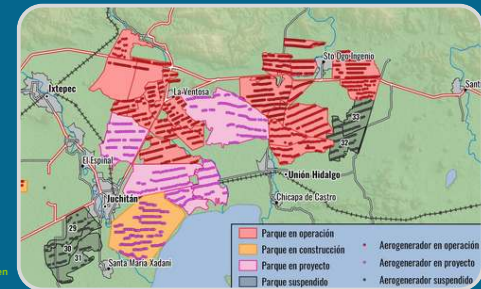 Sto Dgo Ingenio
Ixtepec
La Ventosa
Santi
33
32
El Espinal
Unión Hidalgo
Juchitán
Chicapa de Castro
29
30
31
Santa María Xadani
en
Parque en operación
Parque en construcción
Parque en proyecto
Parque suspendido
Aerogenerador en operación
Aerogenerador en proyecto
Aerogenerador suspendido